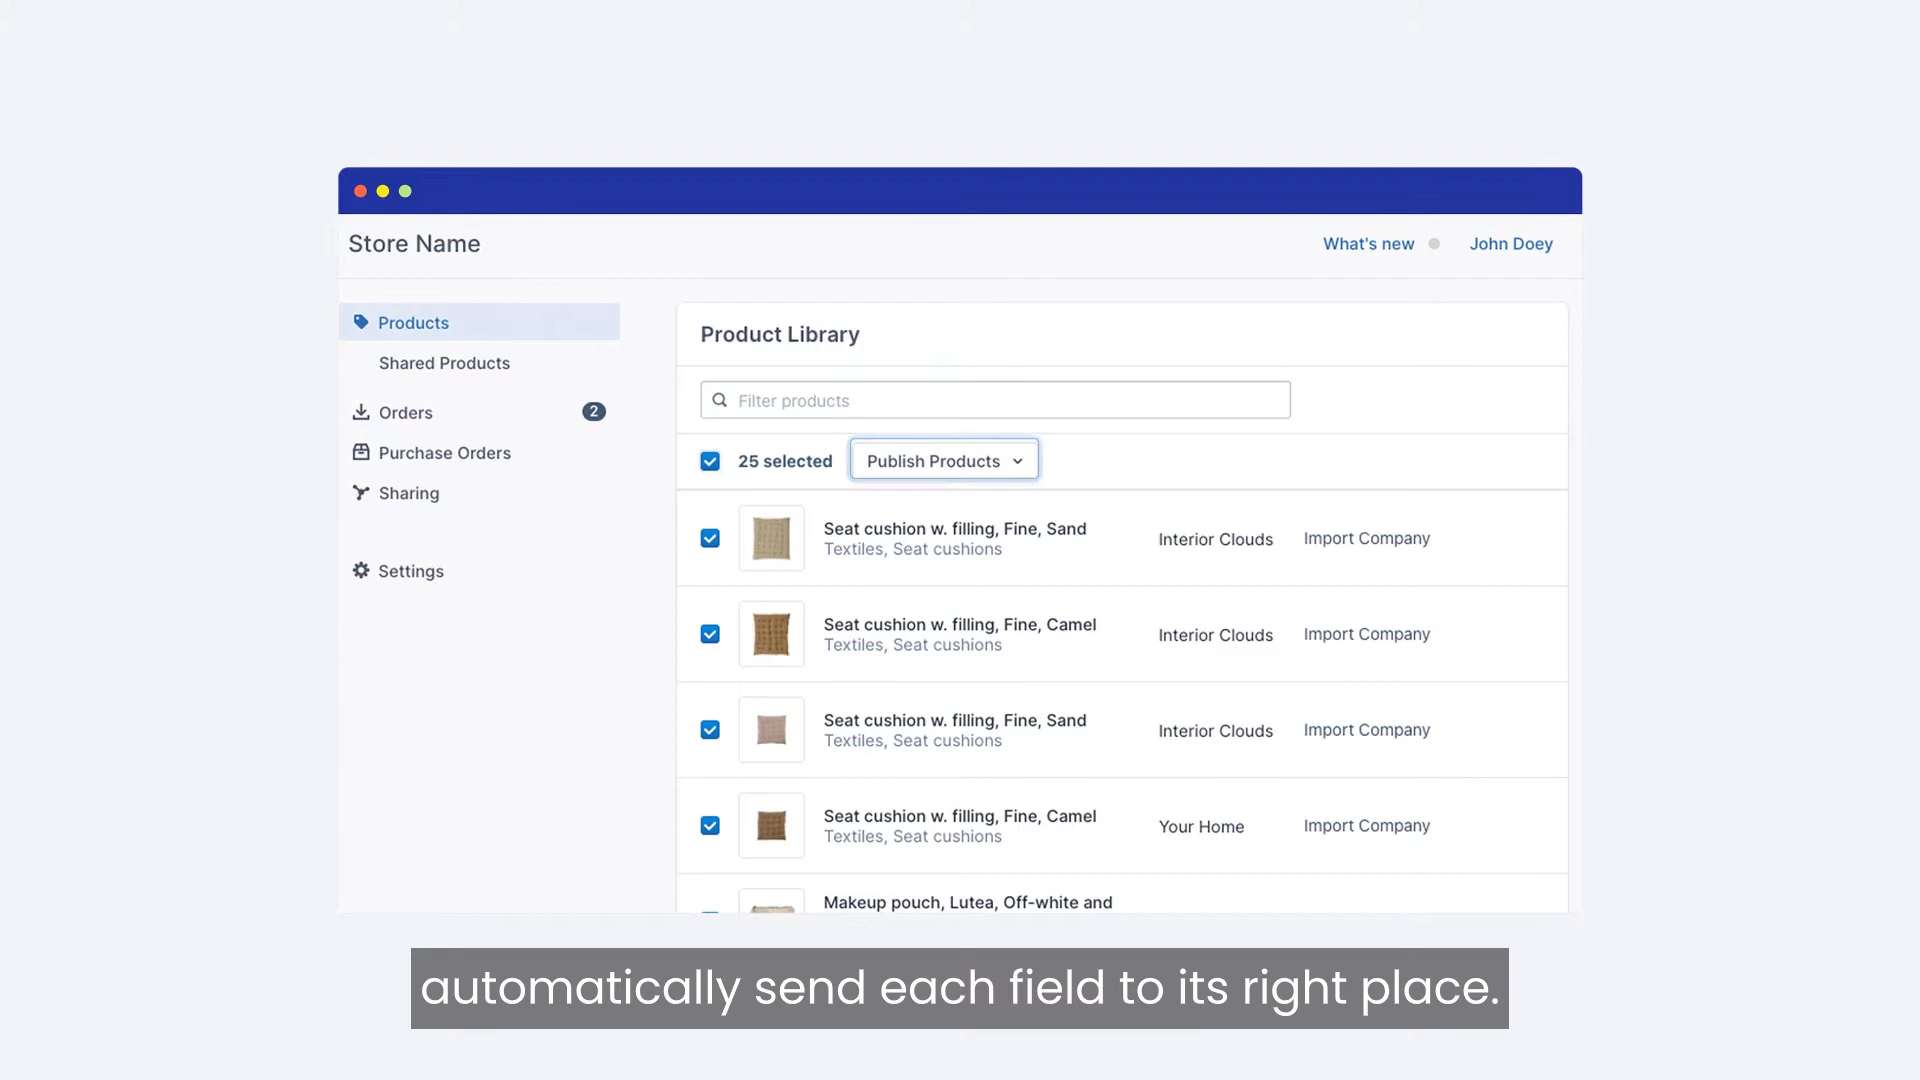 Store Name
What's new
John Doey
Products
Shared Products
Orders
2
Purchase Orders
Sharing
Settings
Product Library
Filter products
25 selected
Publish Products
Seat cushion w. filling, Fine, Sand
Textiles, Seat cushions
Interior Clouds
Import Company
Seat cushion w. filling, Fine, Camel
Textiles, Seat cushions
Interior Clouds
Import Company
Seat cushion w. filling, Fine, Sand
Textiles, Seat cushions
Interior Clouds
Import Company
Seat cushion w. filling, Fine, Camel
Textiles, Seat cushions
Your Home
Import Company
Makeup pouch, Lutea, Off-white and
automatically send each field to its right place.